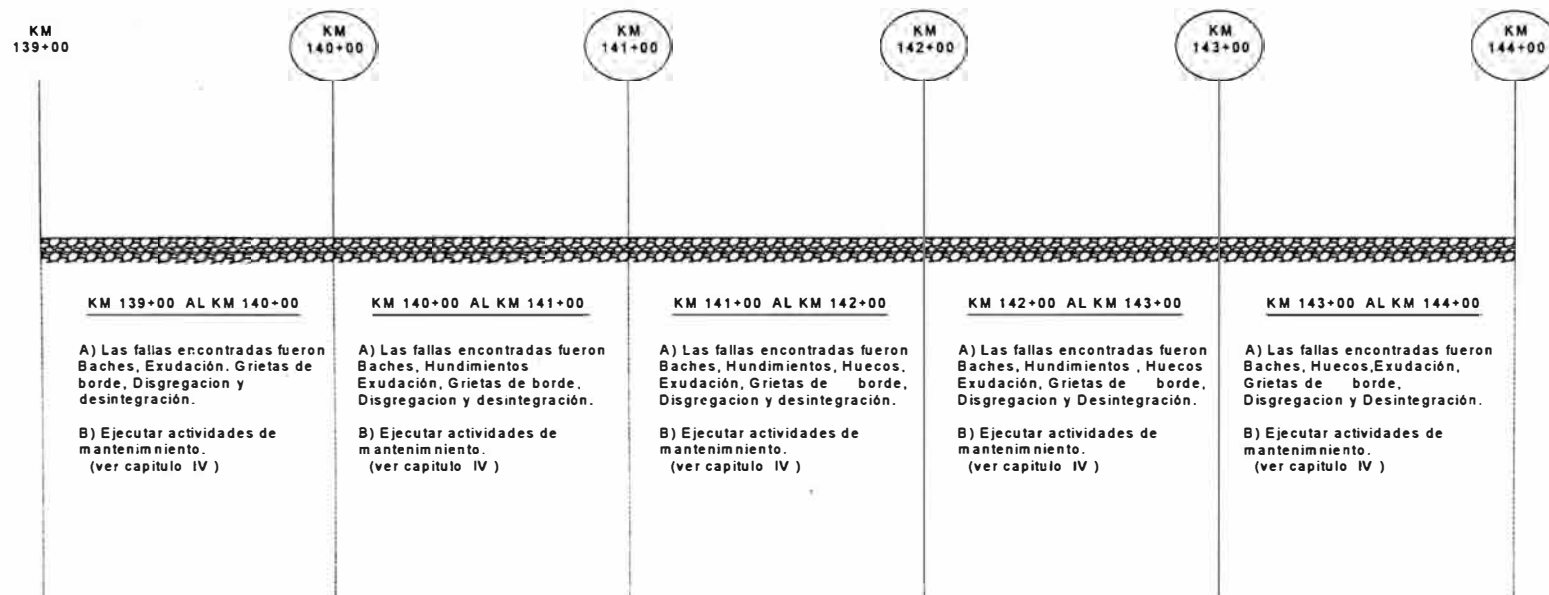 KM
139+00
KM
140+00
KM
141+00
KM
142+00
KM
143+00
KM
144+00
KM 139+00 AL KM 140+00
A) Las fallas encontradas fueron
Baches, Exudación. Grietas de
borde, Disgregacion y
desintegración.
B) Ejecutar actividades de
mantenimniento.
(ver capitulo IV )
KM 140+00 AL KM 141+00
A) Las fallas encontradas fueron
Baches, Hundimientos
Exudación, Grietas de borde,
Disgregacion y desintegración.
B) Ejecutar actividades de
mantenimniento.
(ver capitulo IV )
KM 141+00 AL KM 142+00
A) Las fallas encontradas fueron
Baches, Hundimientos, Huecos,
Exudación, Grietas de borde,
Disgregacion y desintegración.
B) Ejecutar actividades de
mantenimniento.
(ver capitulo IV )
KM 142+00 AL KM 143+00
A) Las fallas encontradas fueron
Baches, Hundimientos , Huecos
Exudación, Grietas de borde,
Disgregacion y Desintegración.
B) Ejecutar actividades de
mantenimniento.
(ver capitulo IV )
KM 143+00 AL KM 144+00
A) Las fallas encontradas fueron
Baches, Huecos,Exudación,
Grietas de borde,
Disgregacion y Desintegración.
B) Ejecutar actividades de
mantenimniento.
(ver capitulo IV )